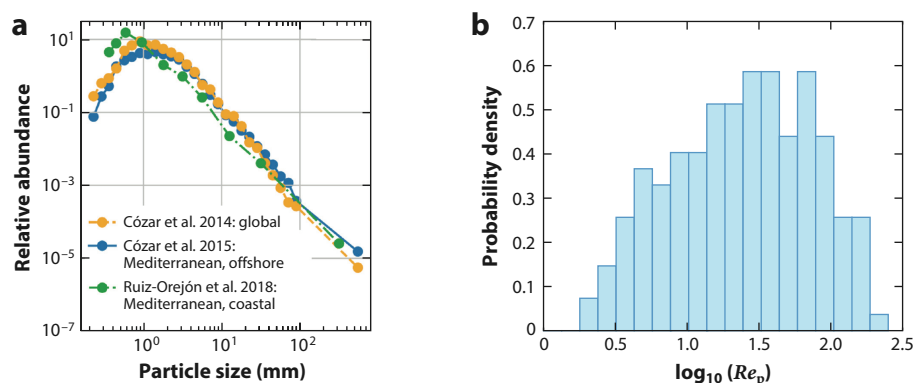 a
Relative abundance
10¹
10⁻¹
10⁻³
10⁻⁵
10⁻⁷
Cózar et al. 2014: global
Cózar et al. 2015:
Mediterranean, offshore
Ruiz-Orejón et al. 2018:
Mediterranean, coastal
10⁰ 10¹ 10²
Particle size (mm)
b
Probability density
0.7
0.6
0.5
0.4
0.3
0.2
0.1
0
0 0.5 1.0 1.5 2.0 2.5
log₁₀ (Reₚ)